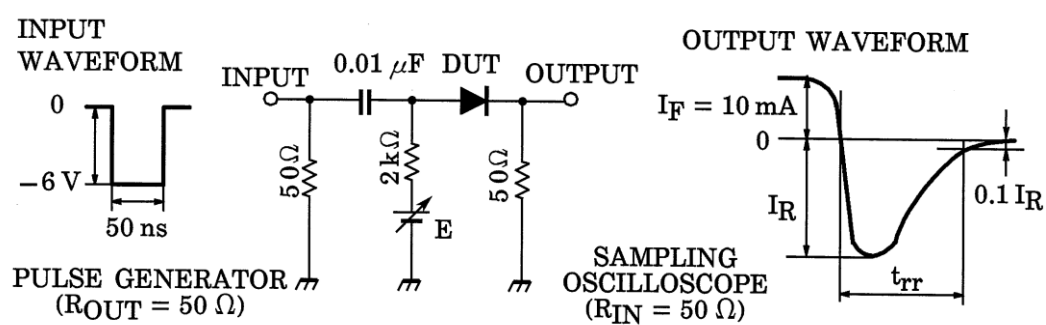 INPUT
WAVEFORM
0
−6 V
50 ns
PULSE GENERATOR
(ROUT = 50 Ω)
INPUT
0.01 μF
DUT
OUTPUT
50Ω
2kΩ
E
50Ω
SAMPLING
OSCILLOSCOPE
(RIN = 50 Ω)
OUTPUT WAVEFORM
IF = 10 mA
0
IR
0.1 IR
trr